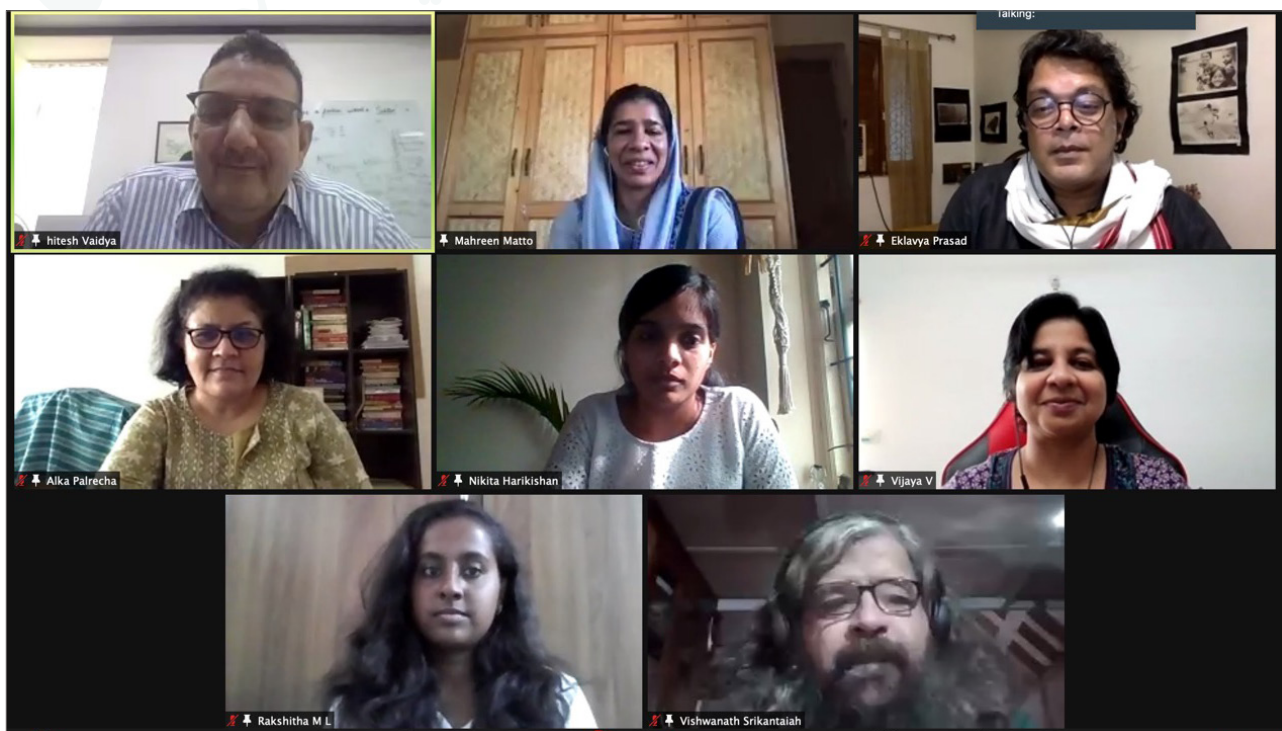 Talking:
hitesh Vaidya
Mahreen Matto
Eklavya Prasad
Alka Palrecha
Nikita Harikishan
Vijaya V
Rakshitha M L
Vishwanath Srikantaiah